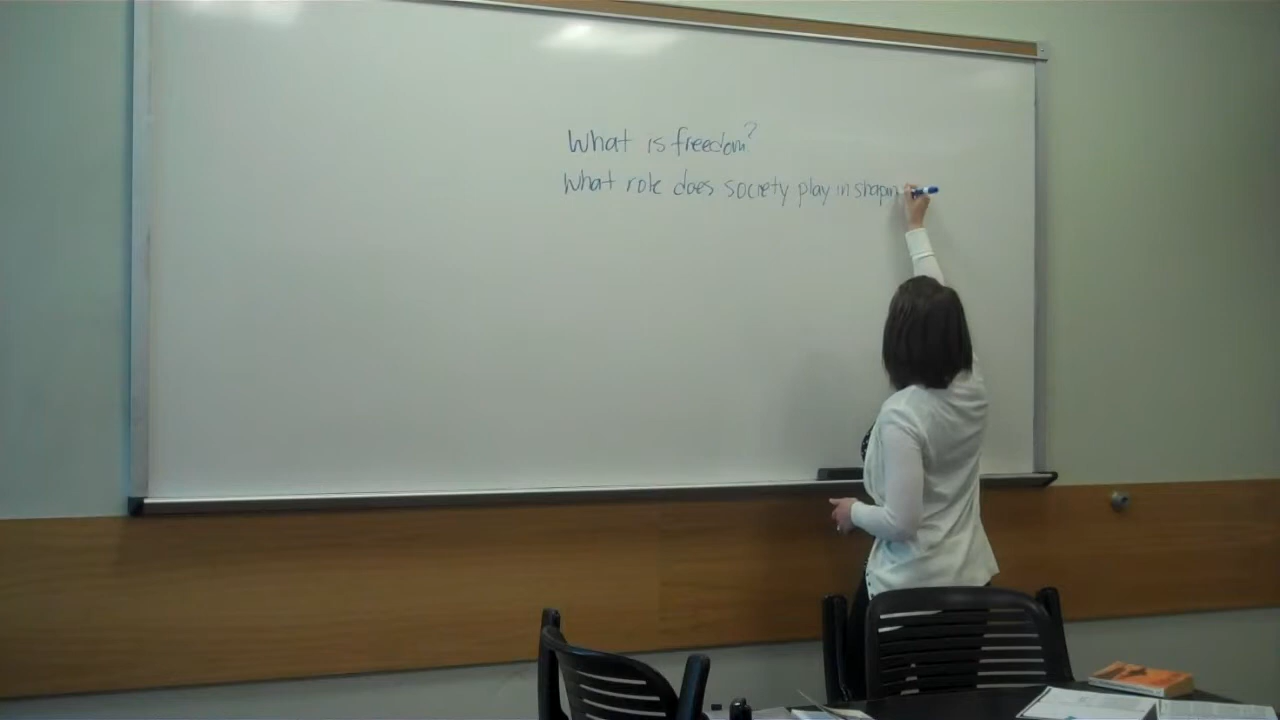 What is freedom?
What role does society play in shapin